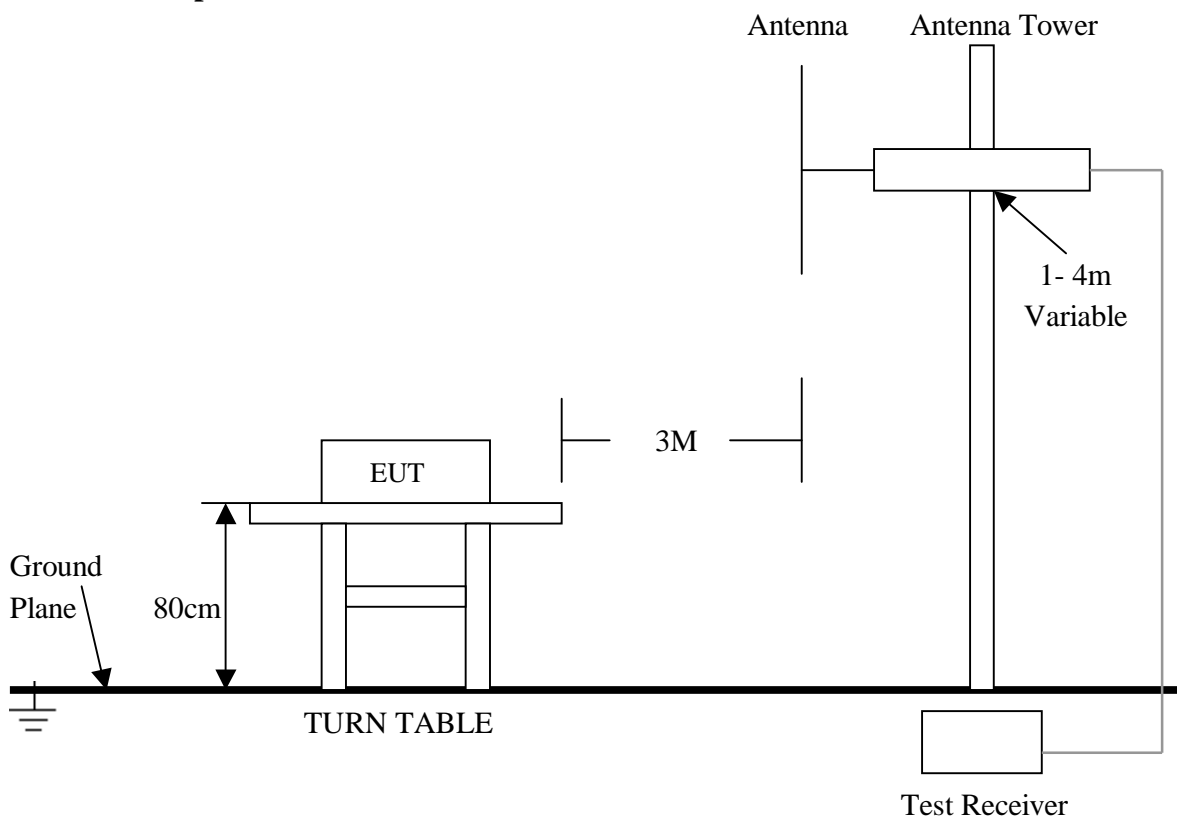 Antenna
Antenna Tower
1- 4m
Variable
3M
EUT
Ground
Plane
80cm
TURN TABLE
Test Receiver